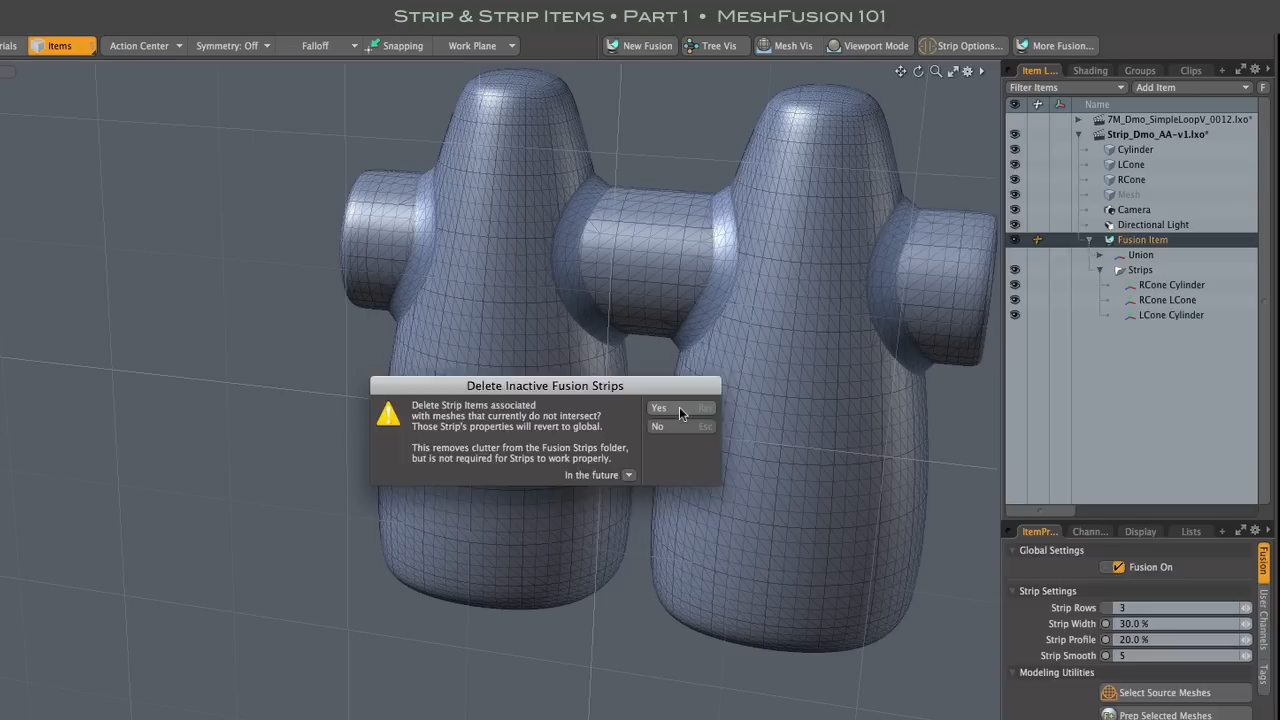 STRIP & STRIP ITEMS • PART 1 • MESHFUSION 101
rials Items Action Center Symmetry: Off Falloff Snapping Work Plane New Fusion Tree Vis Mesh Vis Viewport Mode Strip Options... More Fusion...
Item L... Shading Groups Clips +
Filter Items Add Item F
Name
7M_Dmo_SimpleLoopV_0012.lxo*
Strip_Dmo_AA-v1.lxo*
Cylinder
LCone
RCone
Mesh
Camera
Directional Light
Fusion Item
Union
Strips
RCone Cylinder
RCone LCone
LCone Cylinder
Delete Inactive Fusion Strips
Delete Strip Items associated
with meshes that currently do not intersect?
Those Strip's properties will revert to global.
This removes clutter from the Fusion Strips folder,
but is not required for Strips to work properly.
In the future
Yes
No Esc
ItemPr... Chann... Display Lists +
Global Settings
Fusion On
Strip Settings
Strip Rows 3
Strip Width 30.0 %
Strip Profile 20.0 %
Strip Smooth 5
Modeling Utilities
Select Source Meshes
Prep Selected Meshes
Fusion
User Channels
Tags